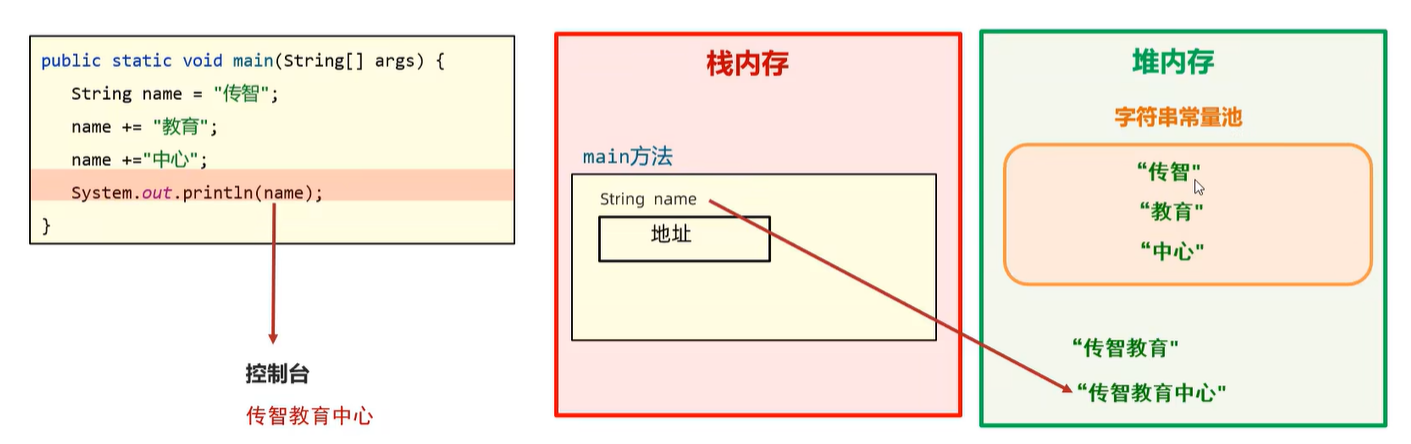 public static void main(String[] args) {
String name = "传智";
name += "教育";
name +="中心";
System.out.println(name);
}
控制台
传智教育中心
栈内存
main方法
String name
地址
堆内存
字符串常量池
“传智"
“教育"
“中心"
“传智教育"
“传智教育中心"